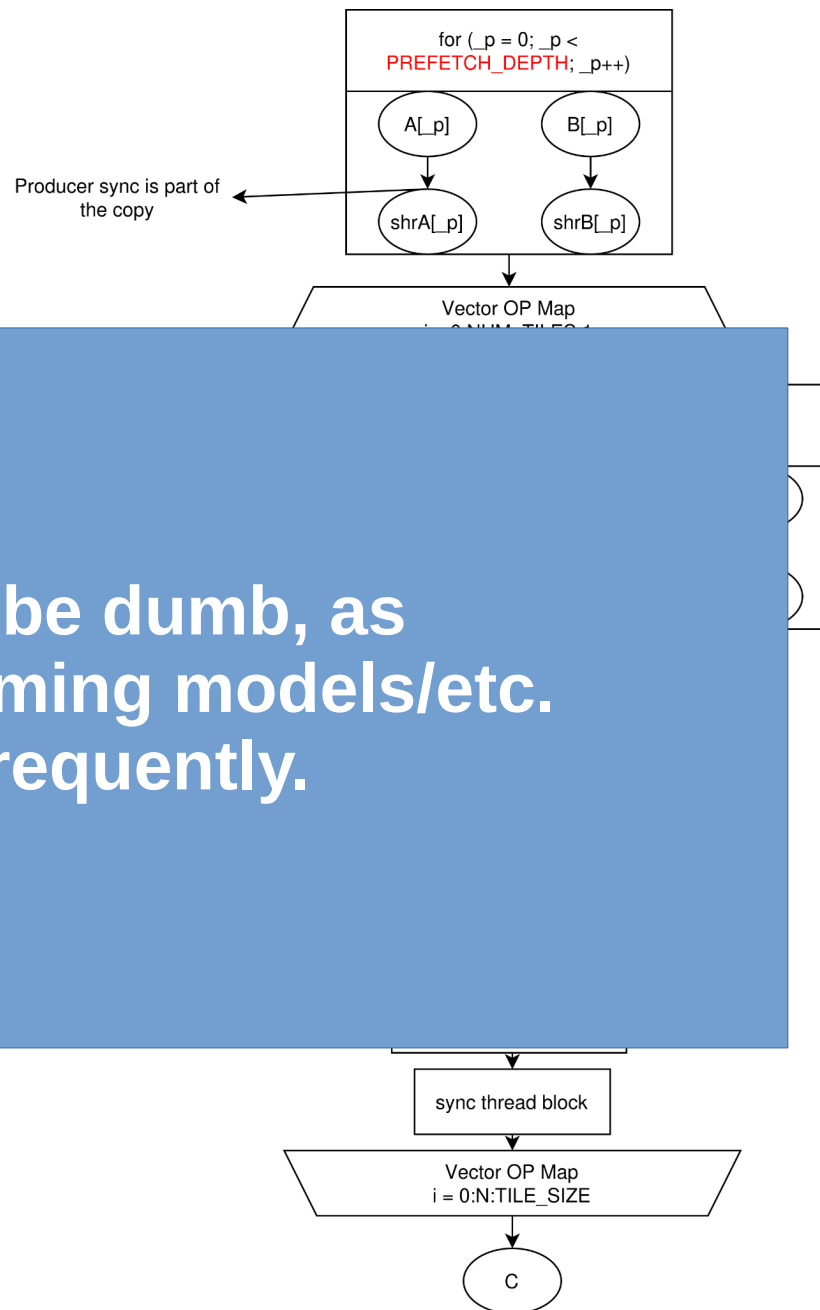 for (_p = 0; _p <
PREFETCH_DEPTH; _p++)
A[_p]
B[_p]
Producer sync is part of
the copy
shrA[_p]
shrB[_p]
Vector OP Map
be dumb, as
ming models/etc.
requently.
sync thread block
Vector OP Map
i = 0:N:TILE_SIZE
C